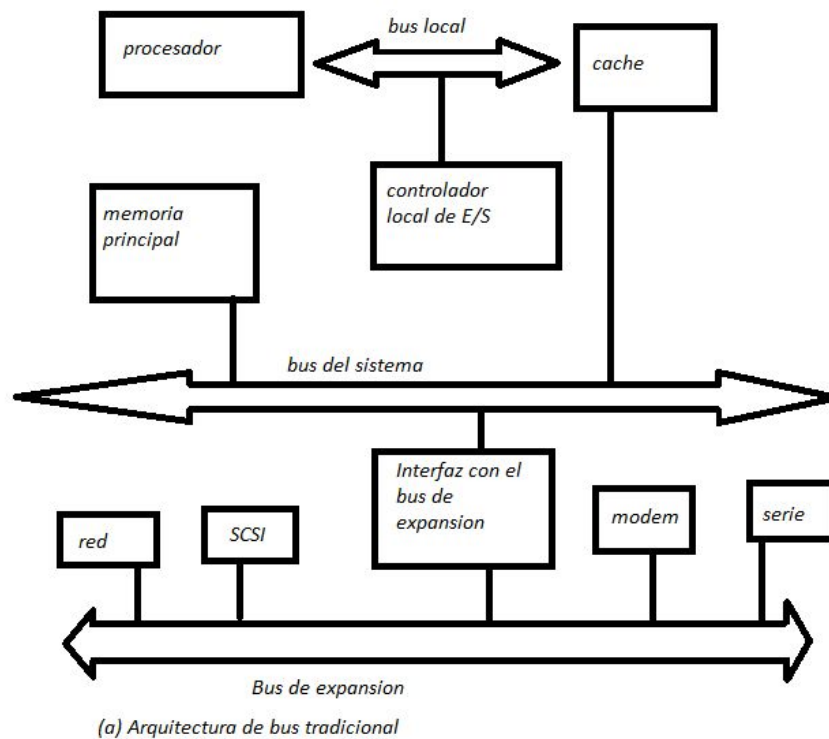 procesador
bus local
cache
memoria
principal
controlador
local de E/S
bus del sistema
Interfaz con el
bus de
expansion
red
SCSI
modem
serie
Bus de expansion
(a) Arquitectura de bus tradicional